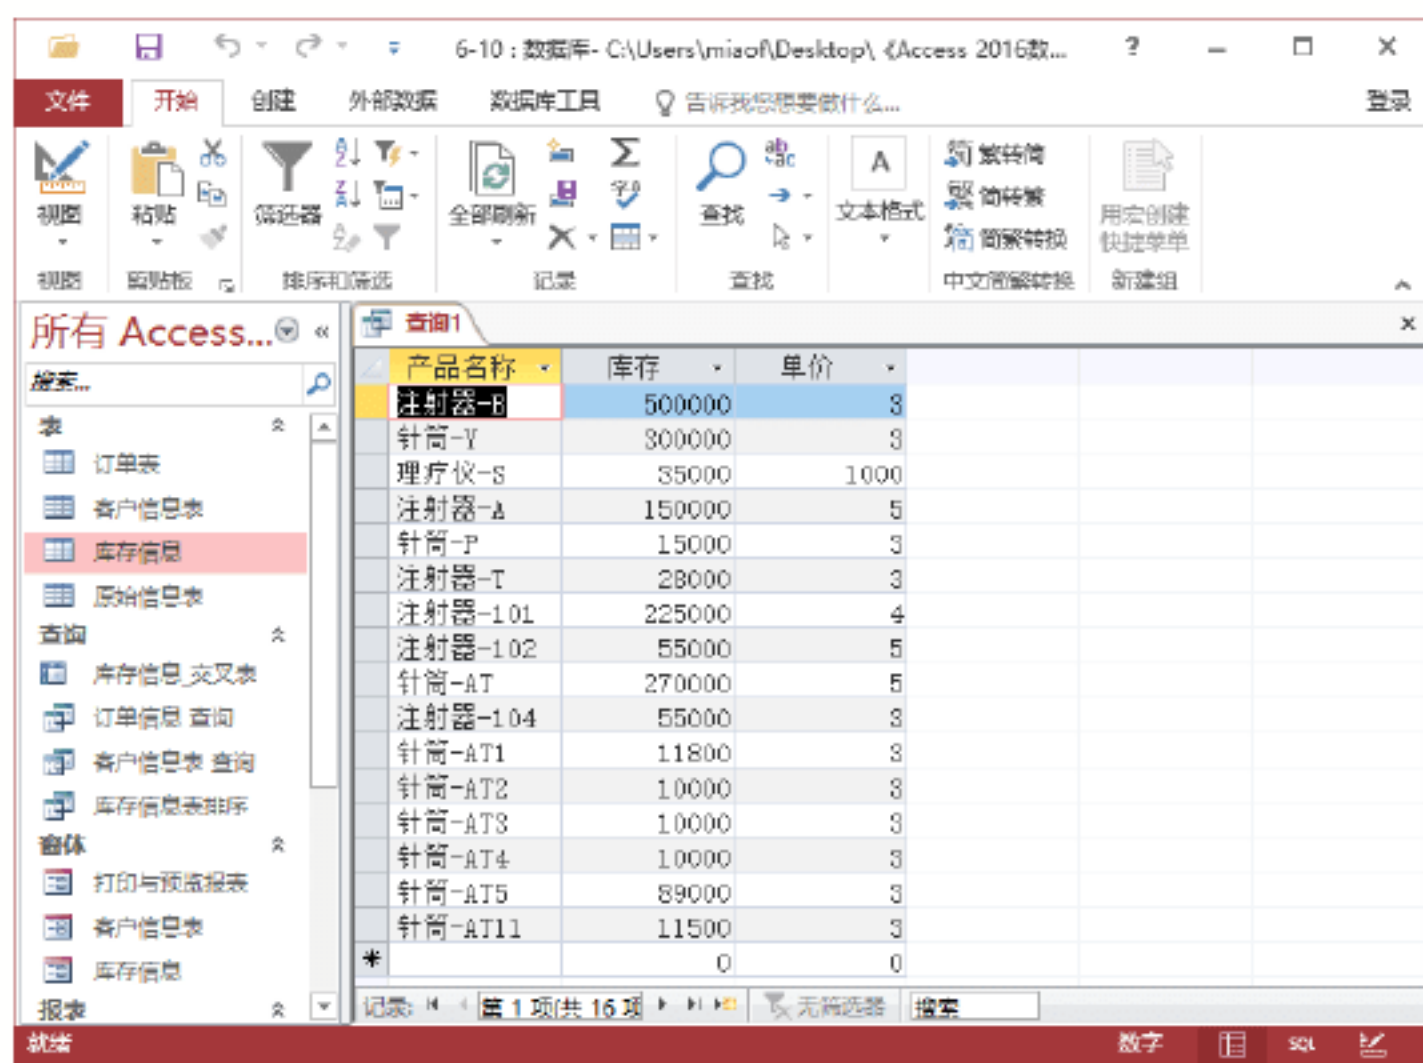 6-10 : 数据库- C:\Users\miaof\Desktop\《Access 2016数... ?
文件 开始 创建 外部数据 数据库工具 告诉我您想要做什么... 登录
视图 粘贴 筛选器 全部刷新 查找 文本格式 繁转简 简转繁 简繁转换 用宏创建快捷菜单
视图 剪贴板 排序和筛选 记录 查找 中文简繁转换 新建组
所有 Access...
搜索...
表
订单表
客户信息表
库存信息
原始信息表
查询
库存信息_交叉表
订单信息 查询
客户信息表 查询
库存信息表排序
窗体
打印与预览报表
客户信息表
库存信息
报表
查询1
产品名称 库存 单价
注射器-B 500000 3
针筒-Y 300000 3
理疗仪-S 35000 1000
注射器-A 150000 5
针筒-P 15000 3
注射器-T 28000 3
注射器-101 225000 4
注射器-102 55000 5
针筒-AT 270000 5
注射器-104 55000 3
针筒-AT1 11800 3
针筒-AT2 10000 3
针筒-AT3 10000 3
针筒-AT4 10000 3
针筒-AT5 89000 3
针筒-AT11 11500 3
* 0 0
记录: 第 1 项(共 16 项 无筛选器 搜索
就绪 数字 SQL